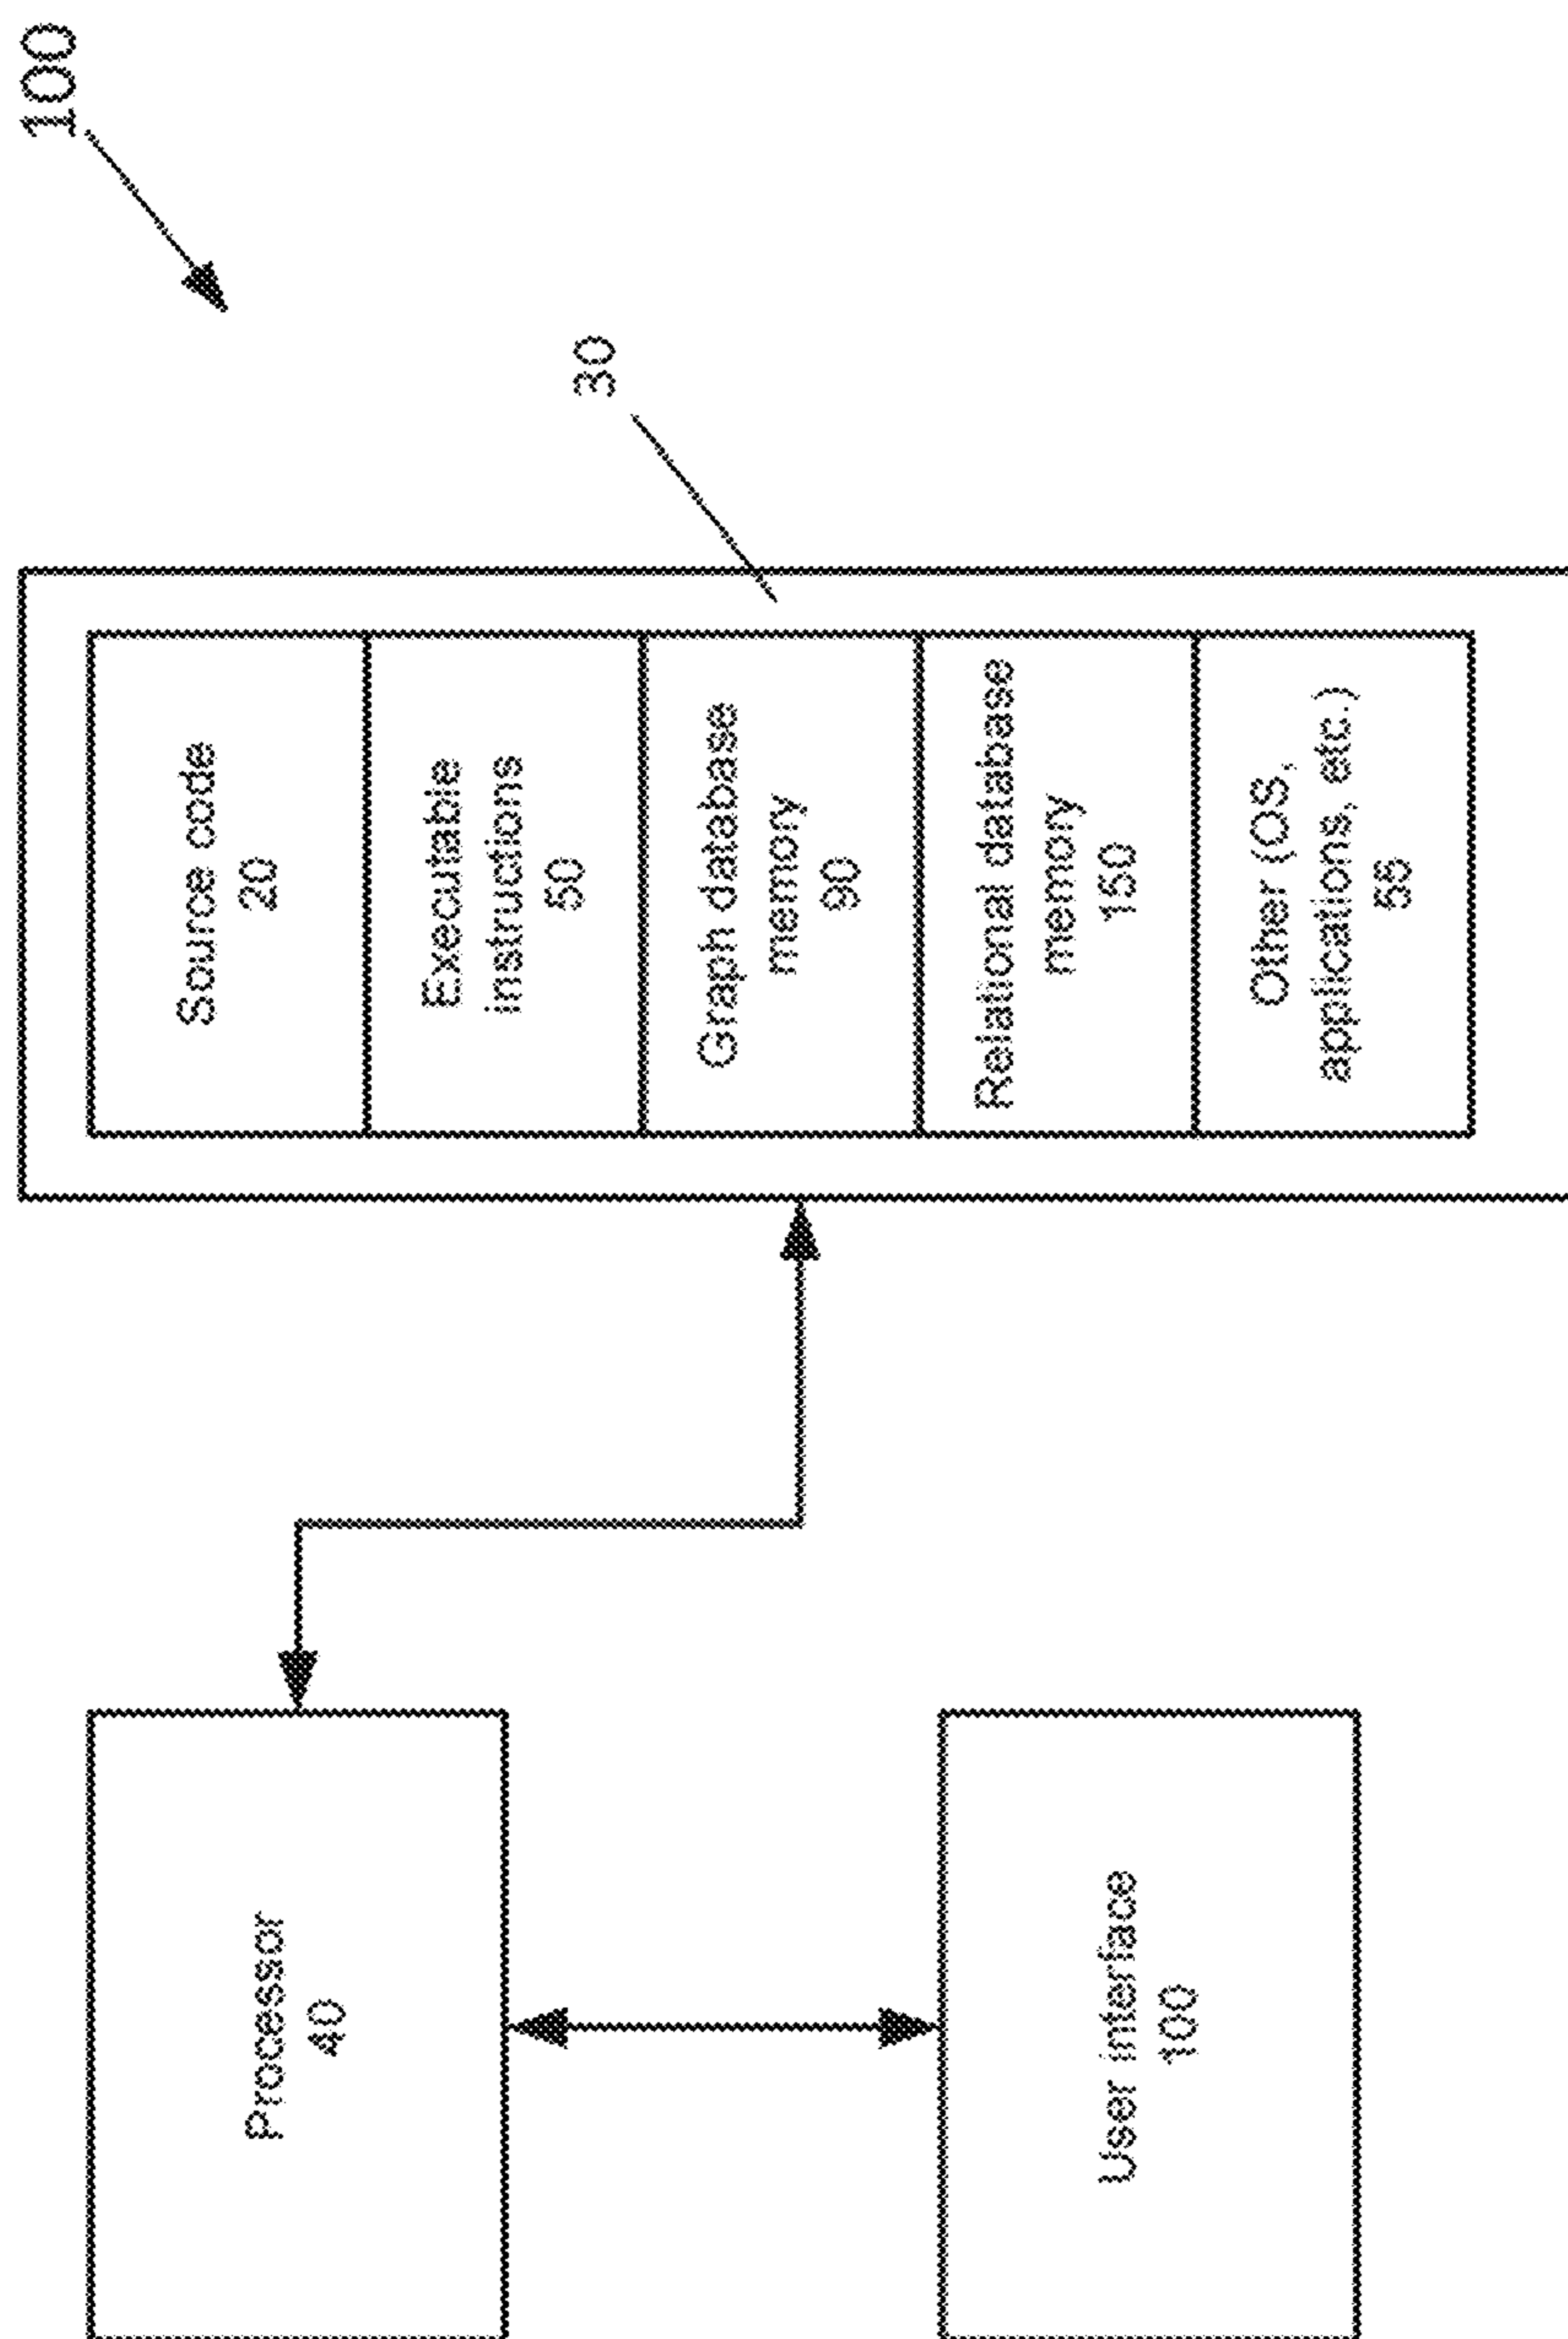 100
Processor
40
User interface
100
30
Source code
20
Executable
instructions
50
Graph database
memory
90
Relational database
memory
150
Other (OS,
applications, etc.)
55